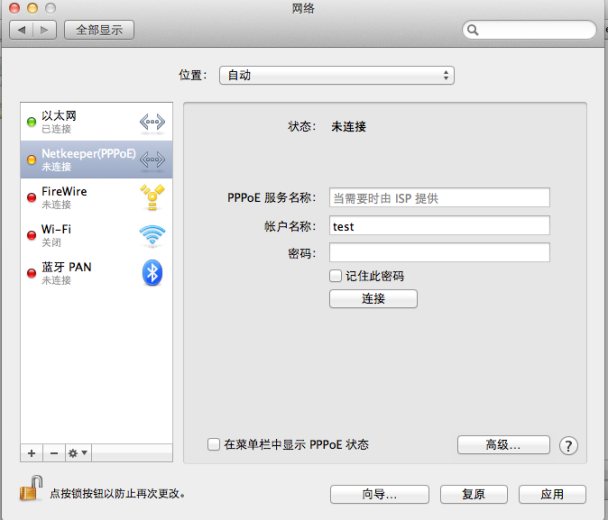 网络
全部显示
位置： 自动
以太网
已连接
Netkeeper(PPPoE)
未连接
FireWire
未连接
Wi-Fi
关闭
蓝牙 PAN
未连接
状态： 未连接
PPPoE 服务名称： 当需要时由 ISP 提供
帐户名称： test
密码：
记住此密码
连接
在菜单栏中显示 PPPoE 状态
高级...
?
点按锁按钮以防止再次更改。
向导...
复原
应用